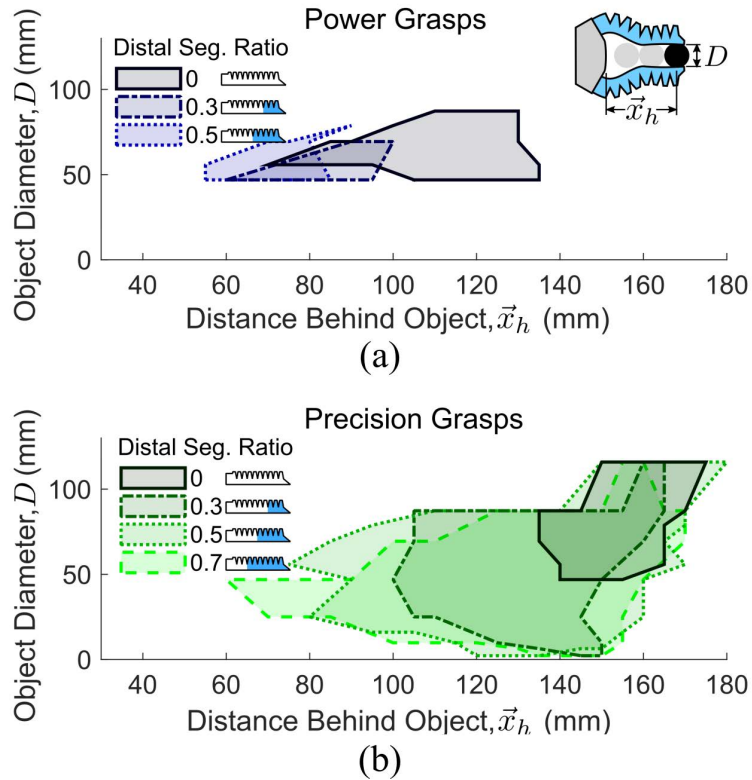 Power Grasps
Distal Seg. Ratio
0
0.3
0.5
D
x⃗_h
Object Diameter, D (mm)
100
50
0
40 60 80 100 120 140 160 180
Distance Behind Object, x⃗_h (mm)
(a)
Precision Grasps
Distal Seg. Ratio
0
0.3
0.5
0.7
Object Diameter, D (mm)
100
50
0
40 60 80 100 120 140 160 180
Distance Behind Object, x⃗_h (mm)
(b)